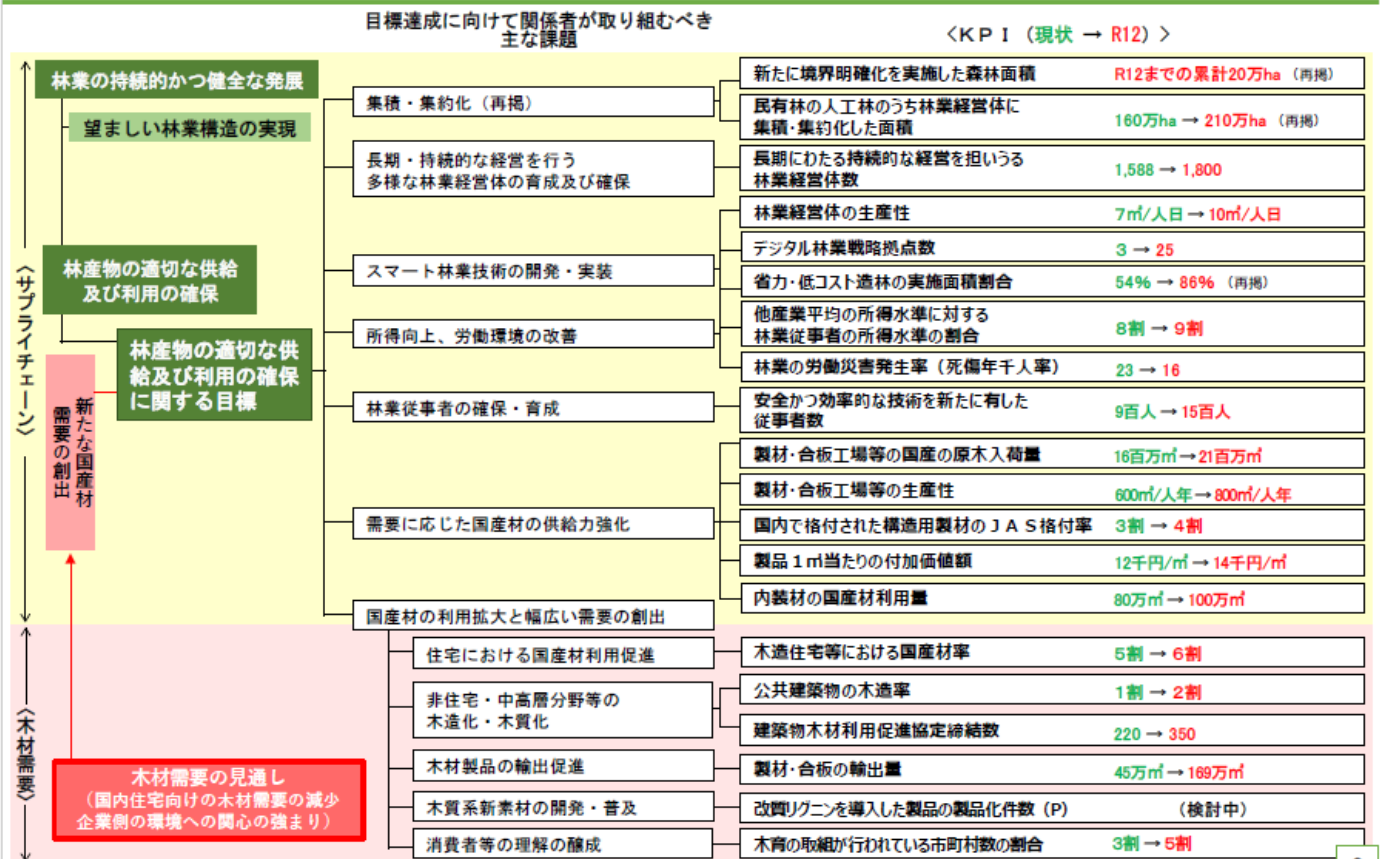 目標達成に向けて関係者が取り組むべき
主な課題
〈ＫＰＩ（現状 → R12）〉
〈サプライチェーン〉
林業の持続的かつ健全な発展
望ましい林業構造の実現
林産物の適切な供給
及び利用の確保
林産物の適切な供
給及び利用の確保
に関する目標
新たな国産材
需要の創出
集積・集約化（再掲）
新たに境界明確化を実施した森林面積 R12までの累計20万ha（再掲）
民有林の人工林のうち林業経営体に
集積・集約化した面積
160万ha → 210万ha（再掲）
長期・持続的な経営を行う
多様な林業経営体の育成及び確保
長期にわたる持続的な経営を担いうる
林業経営体数
1,588 → 1,800
スマート林業技術の開発・実装
林業経営体の生産性 7㎥/人日 → 10㎥/人日
デジタル林業戦略拠点数 3 → 25
省力・低コスト造林の実施面積割合 54% → 86%（再掲）
所得向上、労働環境の改善
他産業平均の所得水準に対する
林業従事者の所得水準の割合
8割 → 9割
林業の労働災害発生率（死傷年千人率） 23 → 16
林業従事者の確保・育成
安全かつ効率的な技術を新たに有した
従事者数
9百人 → 15百人
需要に応じた国産材の供給力強化
製材・合板工場等の国産の原木入荷量 16百万㎥→21百万㎥
製材・合板工場等の生産性 600㎥/人年→800㎥/人年
国内で格付された構造用製材のＪＡＳ格付率 3割 → 4割
製品１㎥当たりの付加価値額 12千円/㎥→ 14千円/㎥
内装材の国産材利用量 80万㎥→100万㎥
国産材の利用拡大と幅広い需要の創出
〈木材需要〉
住宅における国産材利用促進
木造住宅等における国産材率 5割 → 6割
非住宅・中高層分野等の
木造化・木質化
公共建築物の木造率 1割 → 2割
建築物木材利用促進協定締結数 220 → 350
木材製品の輸出促進
製材・合板の輸出量 45万㎥→169万㎥
木質系新素材の開発・普及
改質リグニンを導入した製品の製品化件数（P） （検討中）
消費者等の理解の醸成
木育の取組が行われている市町村数の割合 3割 → 5割
木材需要の見通し
（国内住宅向けの木材需要の減少
企業側の環境への関心の強まり）